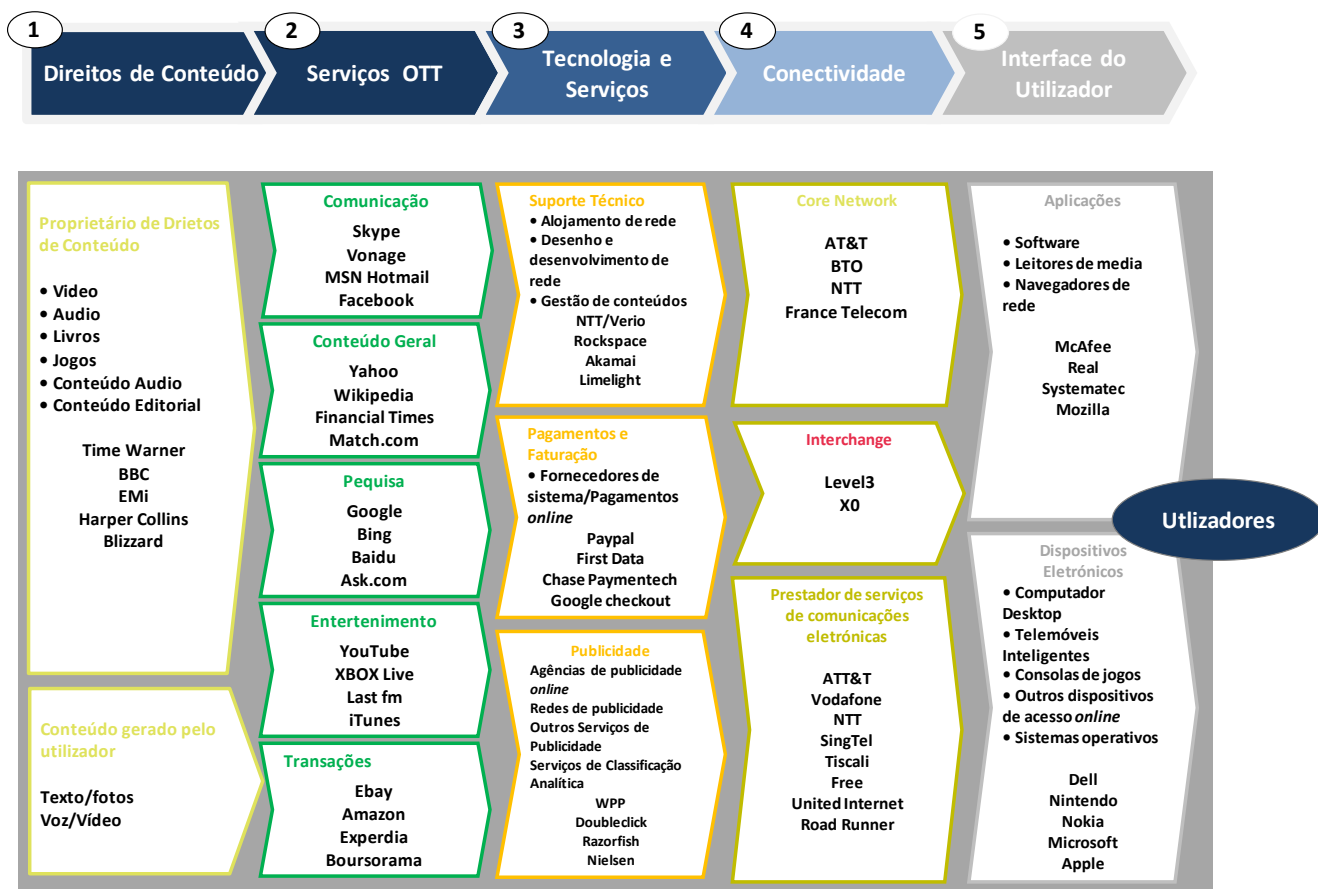 1
Direitos de Conteúdo
2
Serviços OTT
3
Tecnologia e
Serviços
4
Conectividade
5
Interface do
Utilizador
Proprietário de Drietos
de Conteúdo
• Video
• Audio
• Livros
• Jogos
• Conteúdo Audio
• Conteúdo Editorial
Time Warner
BBC
EMi
Harper Collins
Blizzard
Conteúdo gerado pelo
utilizador
Texto/fotos
Voz/Vídeo
Comunicação
Skype
Vonage
MSN Hotmail
Facebook
Conteúdo Geral
Yahoo
Wikipedia
Financial Times
Match.com
Pequisa
Google
Bing
Baidu
Ask.com
Entertenimento
YouTube
XBOX Live
Last fm
iTunes
Transações
Ebay
Amazon
Experdia
Boursorama
Suporte Técnico
• Alojamento de rede
• Desenho e
desenvolvimento de
rede
• Gestão de conteúdos
NTT/Verio
Rockspace
Akamai
Limelight
Pagamentos e
Faturação
• Fornecedores de
sistema/Pagamentos
online
Paypal
First Data
Chase Paymentech
Google checkout
Publicidade
Agências de publicidade
online
Redes de publicidade
Outros Serviços de
Publicidade
Serviços de Classificação
Analítica
WPP
Doubleclick
Razorfish
Nielsen
Core Network
AT&T
BTO
NTT
France Telecom
Interchange
Level3
X0
Prestador de serviços
de comunicações
eletrónicas
ATT&T
Vodafone
NTT
SingTel
Tiscali
Free
United Internet
Road Runner
Aplicações
• Software
• Leitores de media
• Navegadores de
rede
McAfee
Real
Systematec
Mozilla
Dispositivos
Eletrónicos
• Computador
Desktop
• Telemóveis
Inteligentes
• Consolas de jogos
• Outros dispositivos
de acesso online
• Sistemas operativos
Dell
Nintendo
Nokia
Microsoft
Apple
Utlizadores